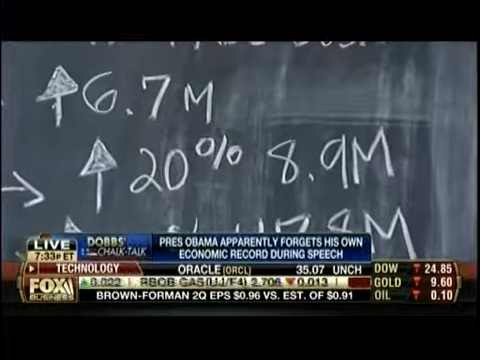 6.7M
20% 8.9M
LIVE
7:33P ET
DOBBS'
CHALK-TALK
PRES OBAMA APPARENTLY FORGETS HIS OWN
ECONOMIC RECORD DURING SPEECH
TECHNOLOGY ORACLE(ORCL) 35.07 UNCH
RBOB GAS(1/F4) 2.706 0.013
BROWN-FORMAN 2Q EPS $0.96 VS. EST. OF $0.91
FOX
BUSINESS
DOW 24.85
GOLD 9.60
OIL 0.10